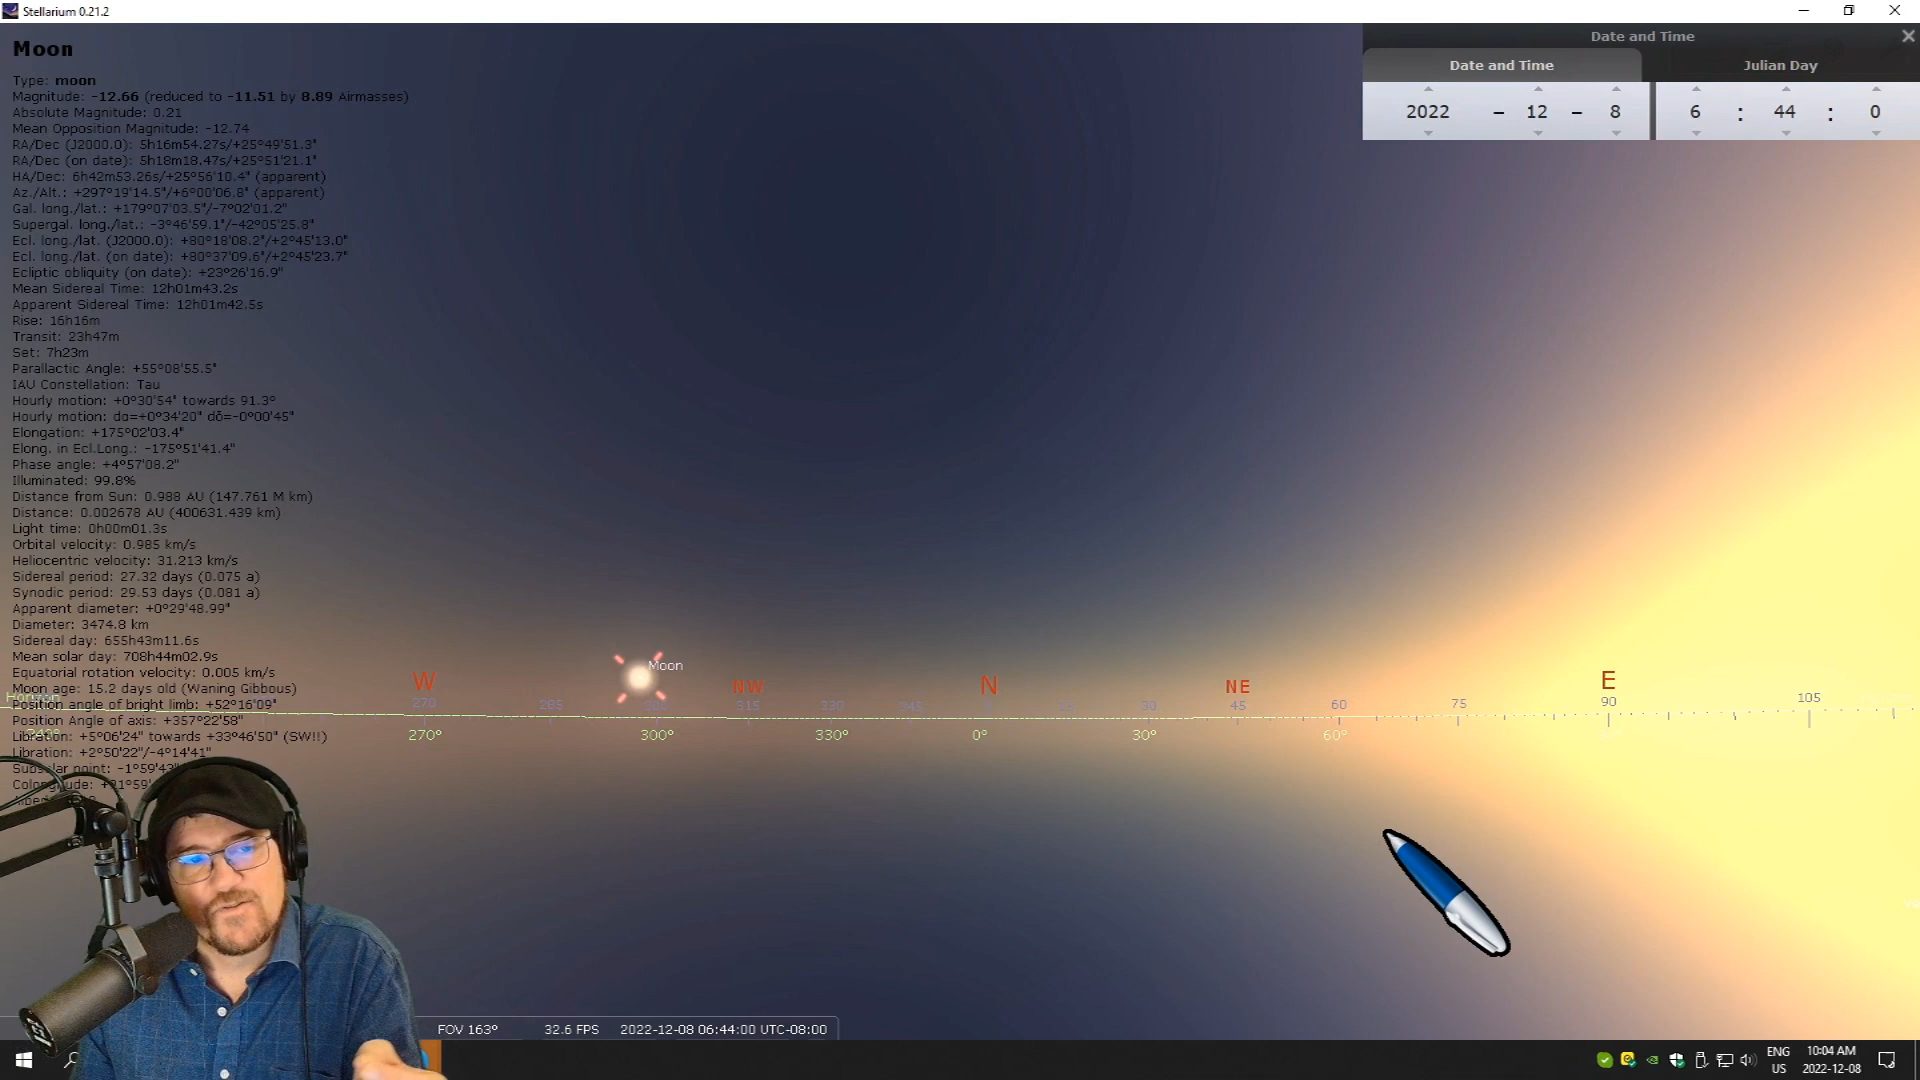 Stellarium 0.21.2
Moon
Type: moon
Magnitude: -12.66 (reduced to -11.51 by 8.89 Airmasses)
Absolute Magnitude: 0.21
Mean Opposition Magnitude: -12.74
RA/Dec (J2000.0): 5h16m54.27s/+25°49'51.3"
RA/Dec (on date): 5h18m18.47s/+25°51'21.1"
HA/Dec: 6h42m53.26s/+25°56'10.4" (apparent)
Az./Alt.: +297°19'14.5"/+6°00'06.8" (apparent)
Gal. long./lat.: +179°07'03.5"/-7°02'01.2"
Supergal. long./lat.: -3°46'59.1"/-42°05'25.8"
Ecl. long./lat. (J2000.0): +80°18'08.2"/+2°45'13.0"
Ecl. long./lat. (on date): +80°37'09.6"/+2°45'23.7"
Ecliptic obliquity (on date): +23°26'16.9"
Mean Sidereal Time: 12h01m43.2s
Apparent Sidereal Time: 12h01m42.5s
Rise: 16h16m
Transit: 23h47m
Set: 7h23m
Parallactic Angle: +55°08'55.5"
IAU Constellation: Tau
Hourly motion: +0°30'54" towards 91.3°
Hourly motion: dα=+0°34'20" dδ=-0°00'45"
Elongation: +175°02'03.4"
Elong. in Ecl.Long.: -175°51'41.4"
Phase angle: +4°57'08.2"
Illuminated: 99.8%
Distance from Sun: 0.988 AU (147.761 M km)
Distance: 0.002678 AU (400631.439 km)
Light time: 0h00m01.3s
Orbital velocity: 0.985 km/s
Heliocentric velocity: 31.213 km/s
Sidereal period: 27.32 days (0.075 a)
Synodic period: 29.53 days (0.081 a)
Apparent diameter: +0°29'48.99"
Diameter: 3474.8 km
Sidereal day: 655h43m11.6s
Mean solar day: 708h44m02.9s
Equatorial rotation velocity: 0.005 km/s
Moon age: 15.2 days old (Waning Gibbous)
Position angle of bright limb: +52°16'09"
Position Angle of axis: +357°22'58"
Libration: +5°06'24" towards +33°46'50" (SW!!)
Libration: +2°50'22"/-4°14'41"
Subsolar point: -1°59'43"
Colongitude: +21°59'
Date and Time
Date and Time Julian Day
2022 - 12 - 8 6 : 44 : 0
Moon
W NW N NE E
270 285 300 315 330 345 30 45 60 75 90 105
270° 300° 330° 0° 30° 60°
FOV 163° 32.6 FPS 2022-12-08 06:44:00 UTC-08:00
ENG US
10:04 AM
2022-12-08